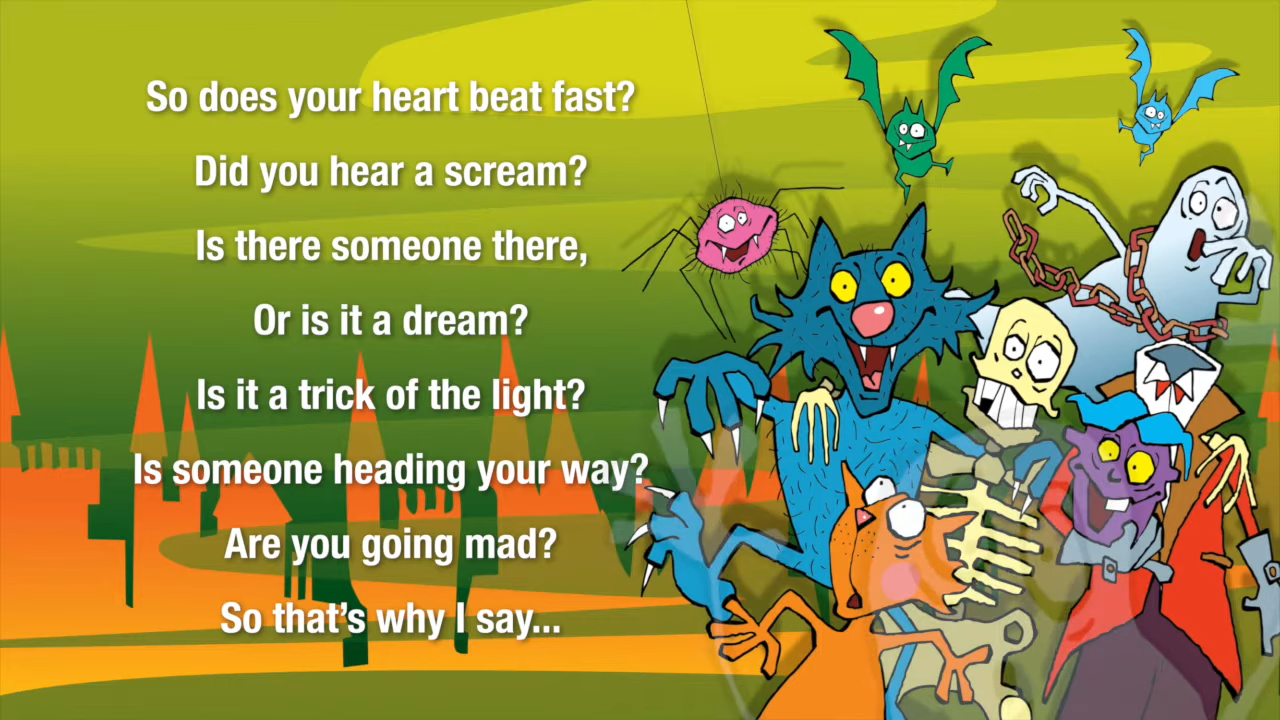 So does your heart beat fast?
Did you hear a scream?
Is there someone there,
Or is it a dream?
Is it a trick of the light?
Is someone heading your way?
Are you going mad?
So that’s why I say...